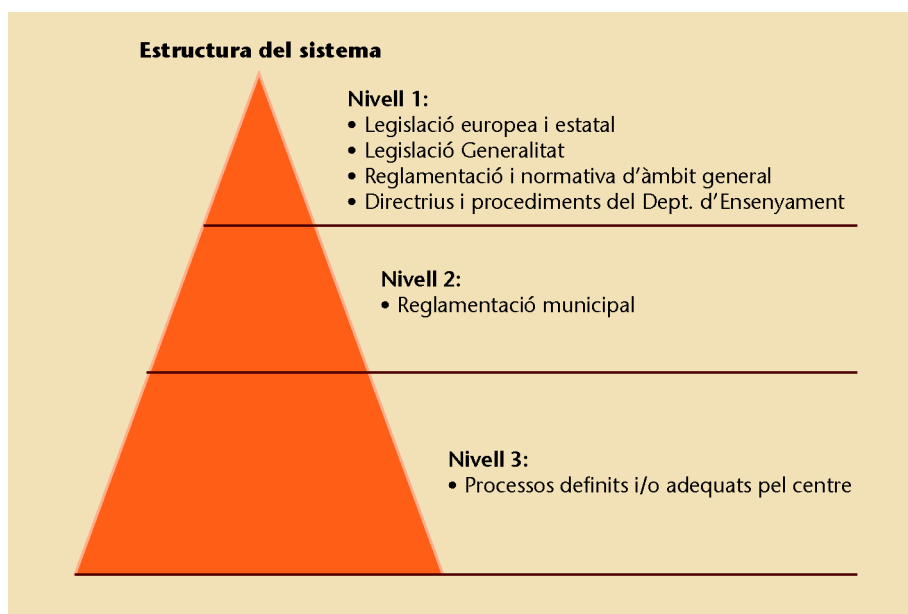 Estructura del sistema
Nivell 1:
• Legislació europea i estatal
• Legislació Generalitat
• Reglamentació i normativa d’àmbit general
• Directrius i procediments del Dept. d’Ensenyament
Nivell 2:
• Reglamentació municipal
Nivell 3:
• Processos definits i/o adequats pel centre